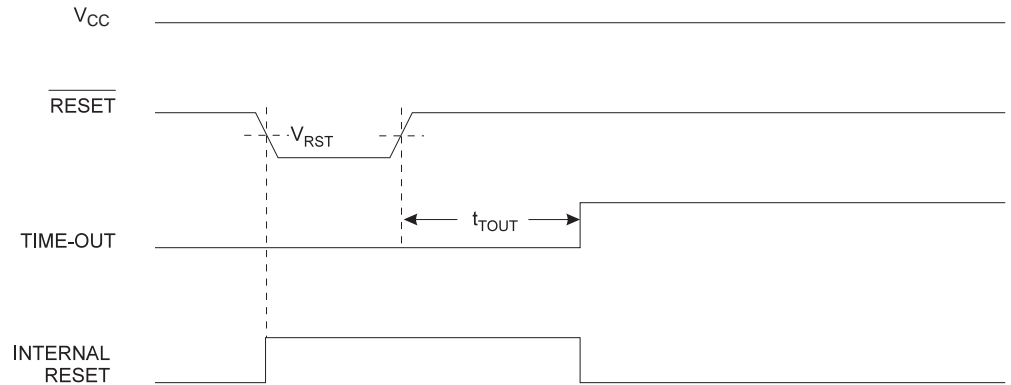 VCC
RESET
VRST
tTOUT
TIME-OUT
INTERNAL
RESET